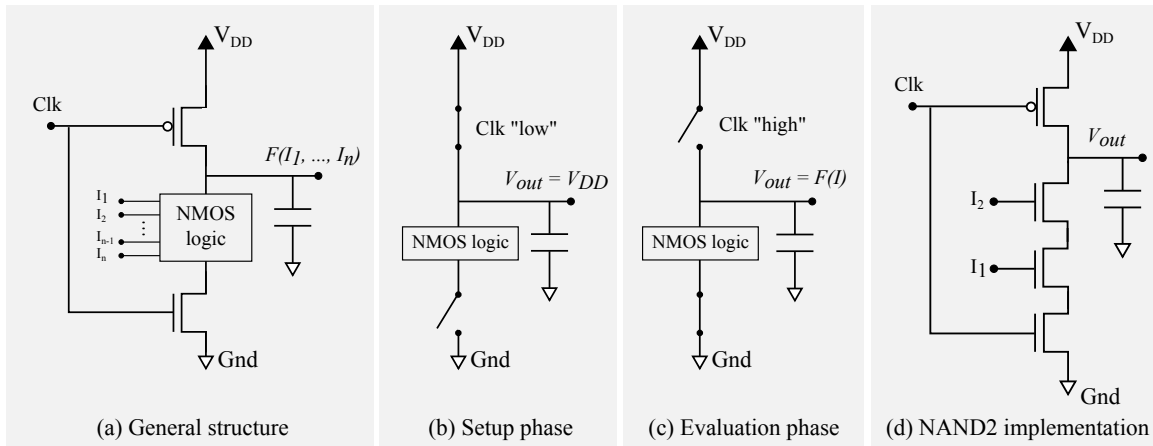 V_DD
Clk
F(I_1, ..., I_n)
I_1
I_2
⋮
I_n-1
I_n
NMOS
logic
Gnd
(a) General structure
V_DD
Clk "low"
V_out = V_DD
NMOS logic
Gnd
(b) Setup phase
V_DD
Clk "high"
V_out = F(I)
NMOS logic
Gnd
(c) Evaluation phase
V_DD
Clk
V_out
I_2
I_1
Gnd
(d) NAND2 implementation